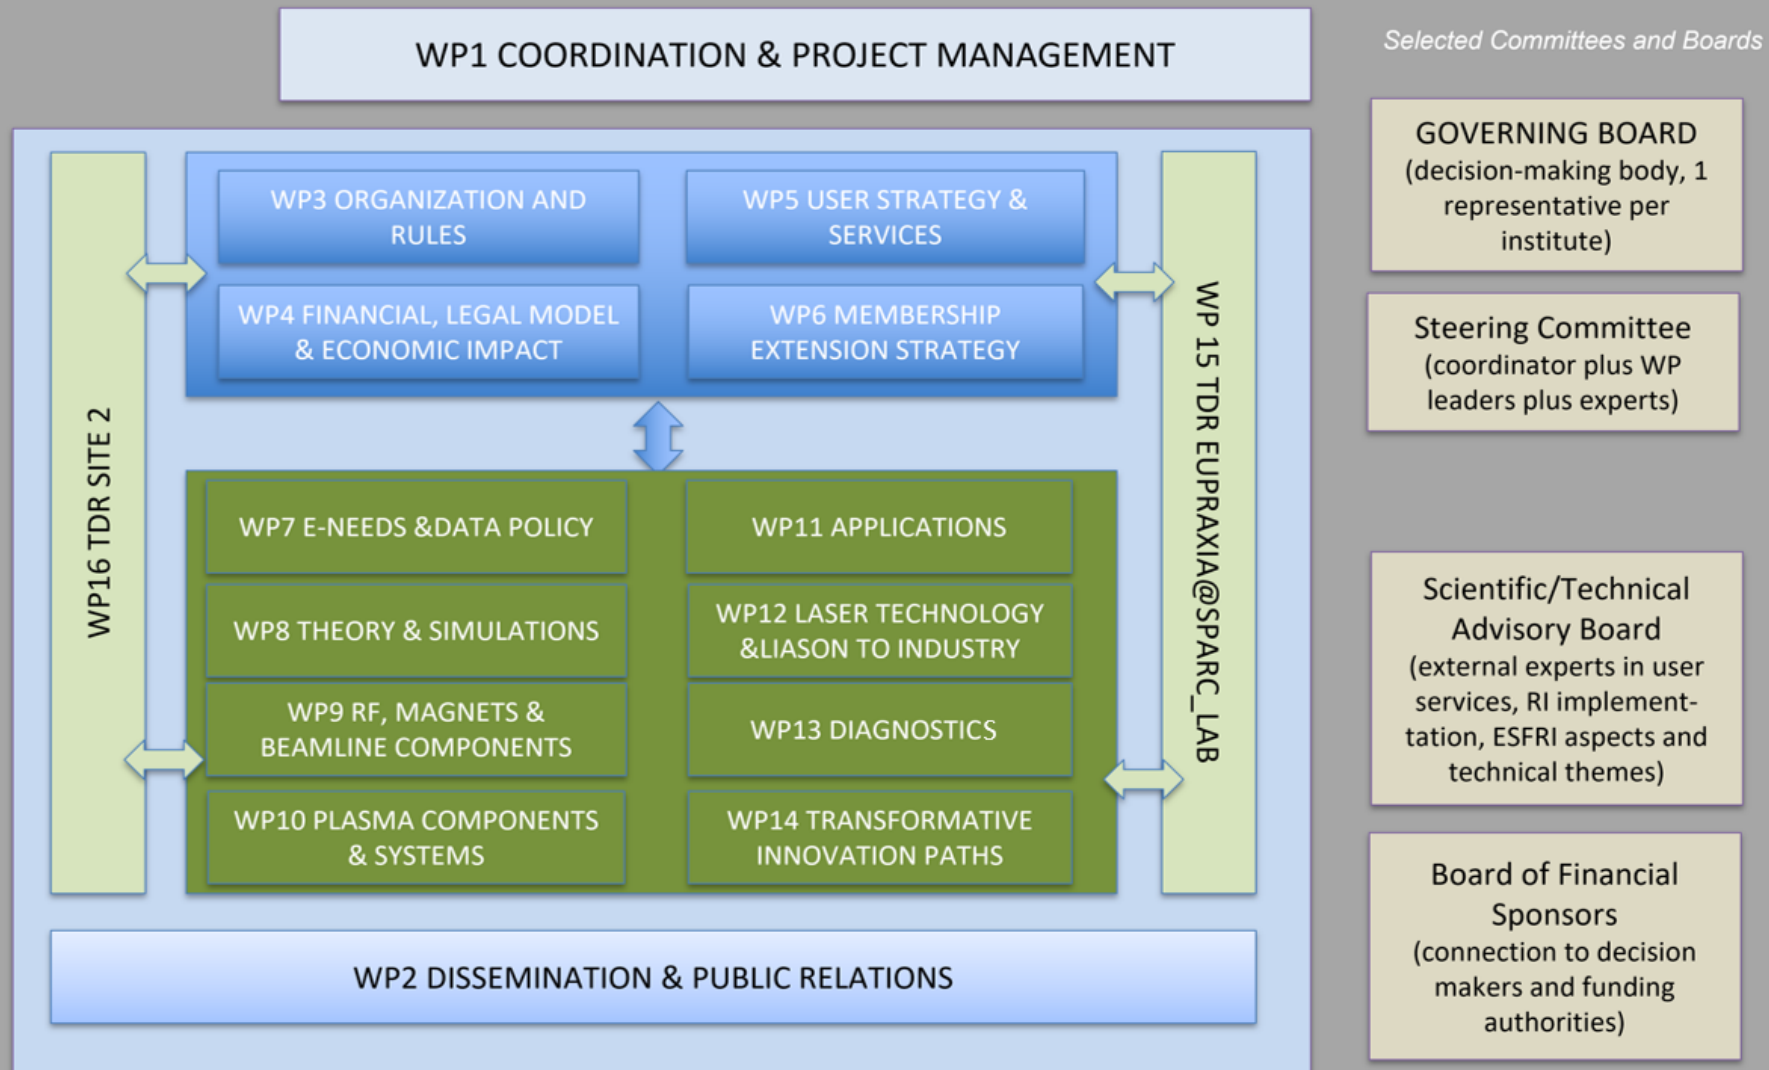 WP1 COORDINATION & PROJECT MANAGEMENT
Selected Committees and Boards
WP16 TDR SITE 2
WP3 ORGANIZATION AND
RULES
WP5 USER STRATEGY &
SERVICES
WP4 FINANCIAL, LEGAL MODEL
& ECONOMIC IMPACT
WP6 MEMBERSHIP
EXTENSION STRATEGY
WP7 E-NEEDS &DATA POLICY
WP11 APPLICATIONS
WP8 THEORY & SIMULATIONS
WP12 LASER TECHNOLOGY
&LIASON TO INDUSTRY
WP9 RF, MAGNETS &
BEAMLINE COMPONENTS
WP13 DIAGNOSTICS
WP10 PLASMA COMPONENTS
& SYSTEMS
WP14 TRANSFORMATIVE
INNOVATION PATHS
WP 15 TDR EUPRAXIA@SPARC_LAB
WP2 DISSEMINATION & PUBLIC RELATIONS
GOVERNING BOARD
(decision-making body, 1
representative per
institute)
Steering Committee
(coordinator plus WP
leaders plus experts)
Scientific/Technical
Advisory Board
(external experts in user
services, RI implement-
tation, ESFRI aspects and
technical themes)
Board of Financial
Sponsors
(connection to decision
makers and funding
authorities)